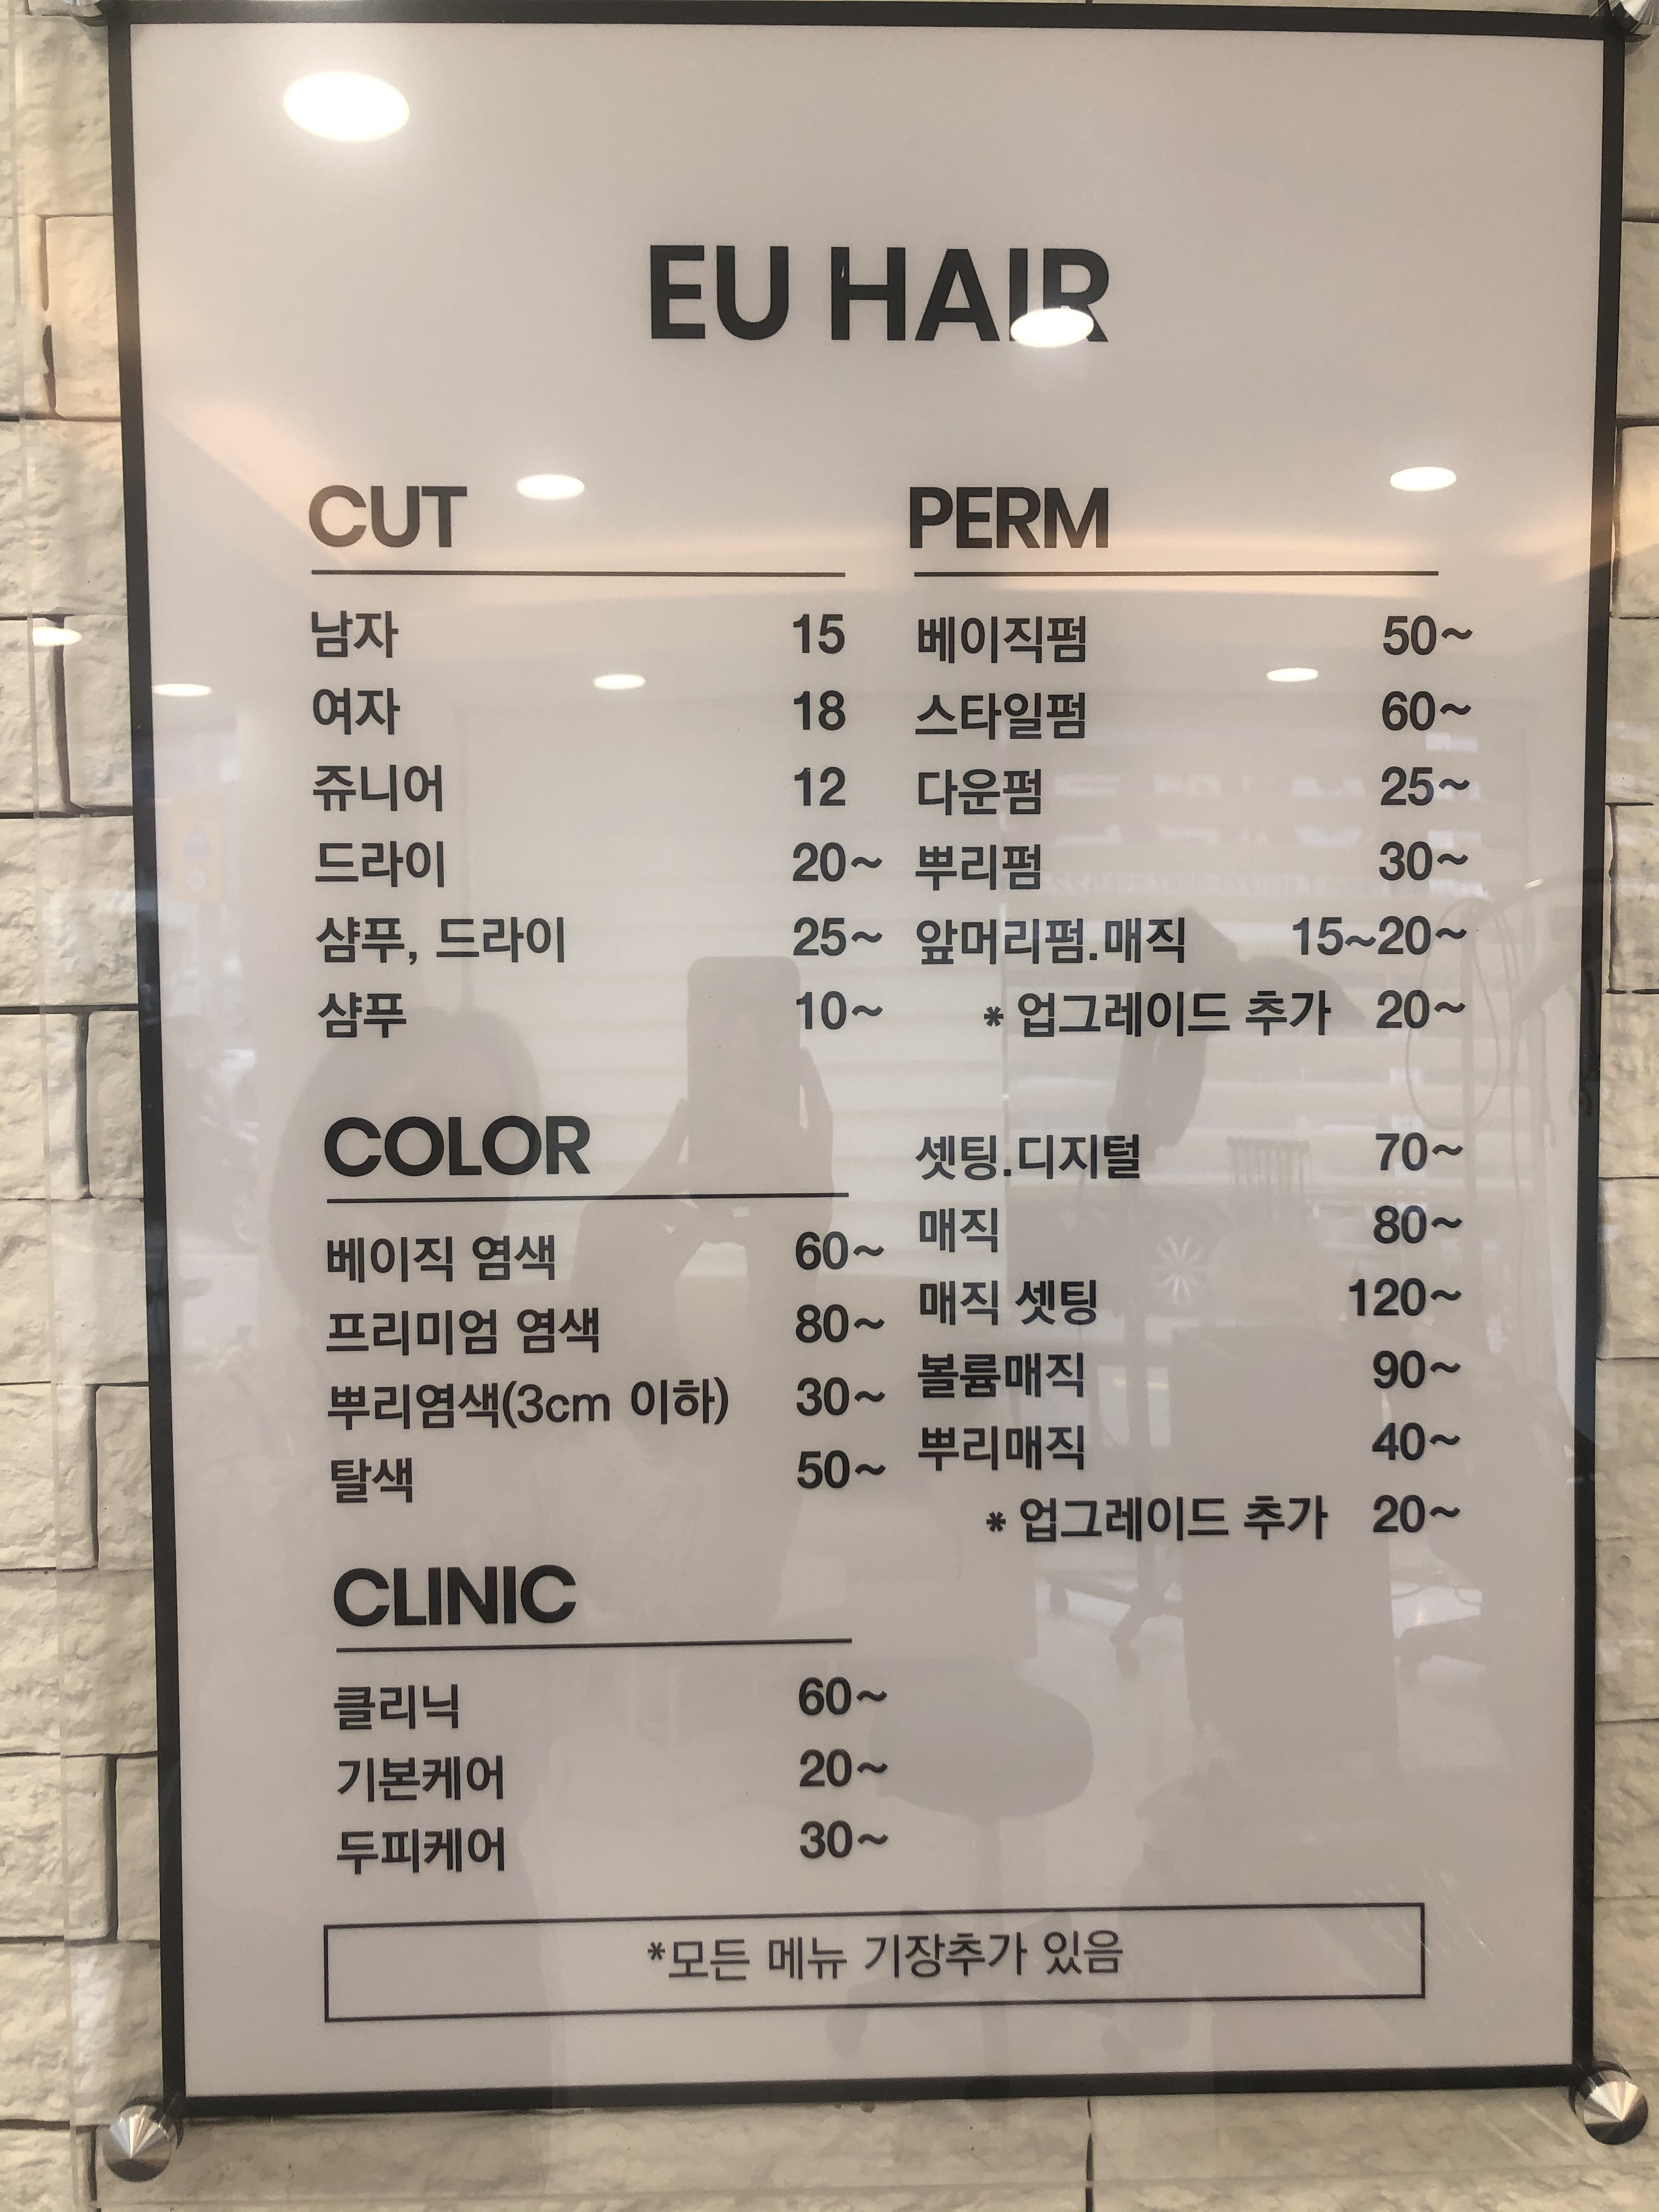 EU HAIR
CUT
남자 15
여자 18
쥬니어 12
드라이 20~
샴푸, 드라이 25~
샴푸 10~
COLOR
베이직 염색 60~
프리미엄 염색 80~
뿌리염색(3cm 이하) 30~
탈색 50~
CLINIC
클리닉 60~
기본케어 20~
두피케어 30~
PERM
베이직펌 50~
스타일펌 60~
다운펌 25~
뿌리펌 30~
앞머리펌.매직 15~20~
* 업그레이드 추가 20~
셋팅.디지털 70~
매직 80~
매직 셋팅 120~
볼륨매직 90~
뿌리매직 40~
* 업그레이드 추가 20~
*모든 메뉴 기장추가 있음